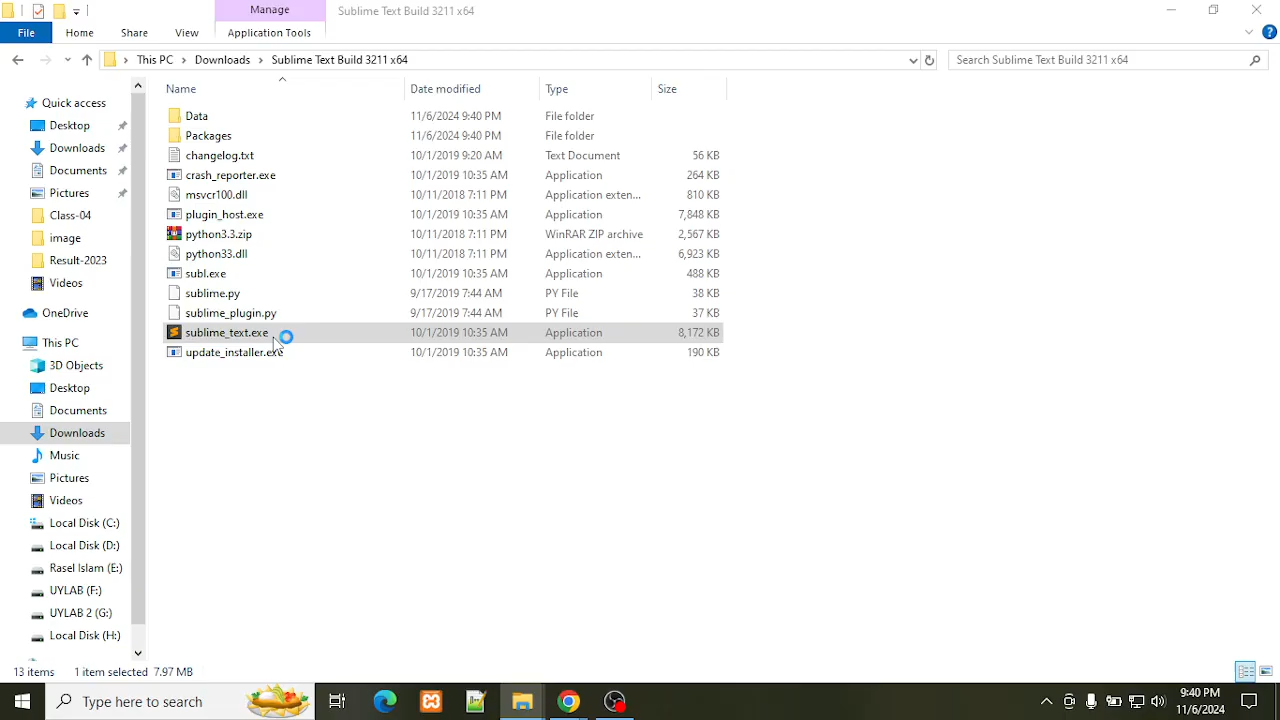 Manage
Sublime Text Build 3211 x64
File
Home
Share
View
Application Tools
This PC
Downloads
Sublime Text Build 3211 x64
Search Sublime Text Build 3211 x64
Name
Date modified
Type
Size
Quack access
Desktop
Downloads
Documents
Pictures
Class-04
image
Result-2023
Videos
OneDrive
This PC
3D Objects
Desktop
Documents
Downloads
Music
Pictures
Videos
Local Disk (C:)
Local Disk (D:)
Rasel Islam (E:)
UYLAB (F:)
UYLAB 2 (G:)
Local Disk (H:)
Data 11/6/2024 9:40 PM File folder
Packages 11/6/2024 9:40 PM File folder
changelog.txt 10/1/2019 9:20 AM Text Document 56 KB
crash_reporter.exe 10/1/2019 10:35 AM Application 264 KB
msvcr100.dll 10/11/2018 7:11 PM Application exten... 810 KB
plugin_host.exe 10/1/2019 10:35 AM Application 7,848 KB
python3.3.zip 10/11/2018 7:11 PM WinRAR ZIP archive 2,567 KB
python33.dll 10/11/2018 7:11 PM Application exten... 6,923 KB
subl.exe 10/1/2019 10:35 AM Application 488 KB
sublime.py 9/17/2019 7:44 AM PY File 38 KB
sublime_plugin.py 9/17/2019 7:44 AM PY File 37 KB
sublime_text.exe 10/1/2019 10:35 AM Application 8,172 KB
update_installer.exe 10/1/2019 10:35 AM Application 190 KB
13 items 1 item selected 7.97 MB
Type here to search
9:40 PM
11/6/2024